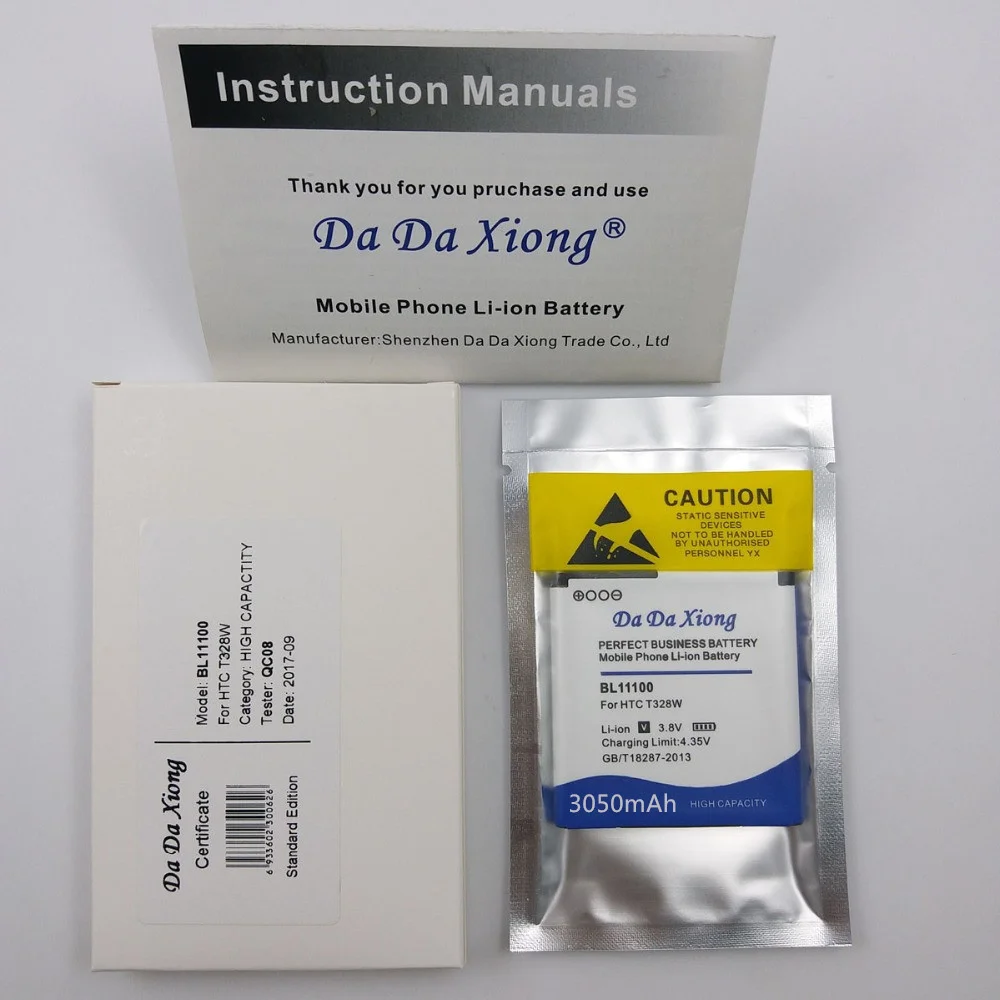 Instruction Manuals
Thank you for you pruchase and use
Da Da Xiong®
Mobile Phone Li-ion Battery
Manufacturer:Shenzhen Da Da Xiong Trade Co., Ltd
Model: BL11100
For HTC T328W
Category: HIGH CAPACTITY
Tester: QC08
Date: 2017-09
Da Da Xiong
Certificate
6 933602 300626
Standard Edition
CAUTION
STATIC SENSITIVE
DEVICES
NOT TO BE HANDLED
BY UNAUTHORISED
PERSONNEL YX
Da Da Xiong
PERFECT BUSINESS BATTERY
Mobile Phone Li-ion Battery
BL11100
For HTC T328W
Li-ion V 3.8V
Charging Limit:4.35V
GB/T18287-2013
3050mAh HIGH CAPACITY